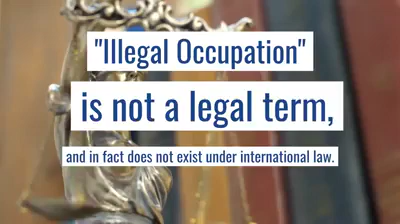 "Illegal Occupation"
is not a legal term,
and in fact does not exist under international law.